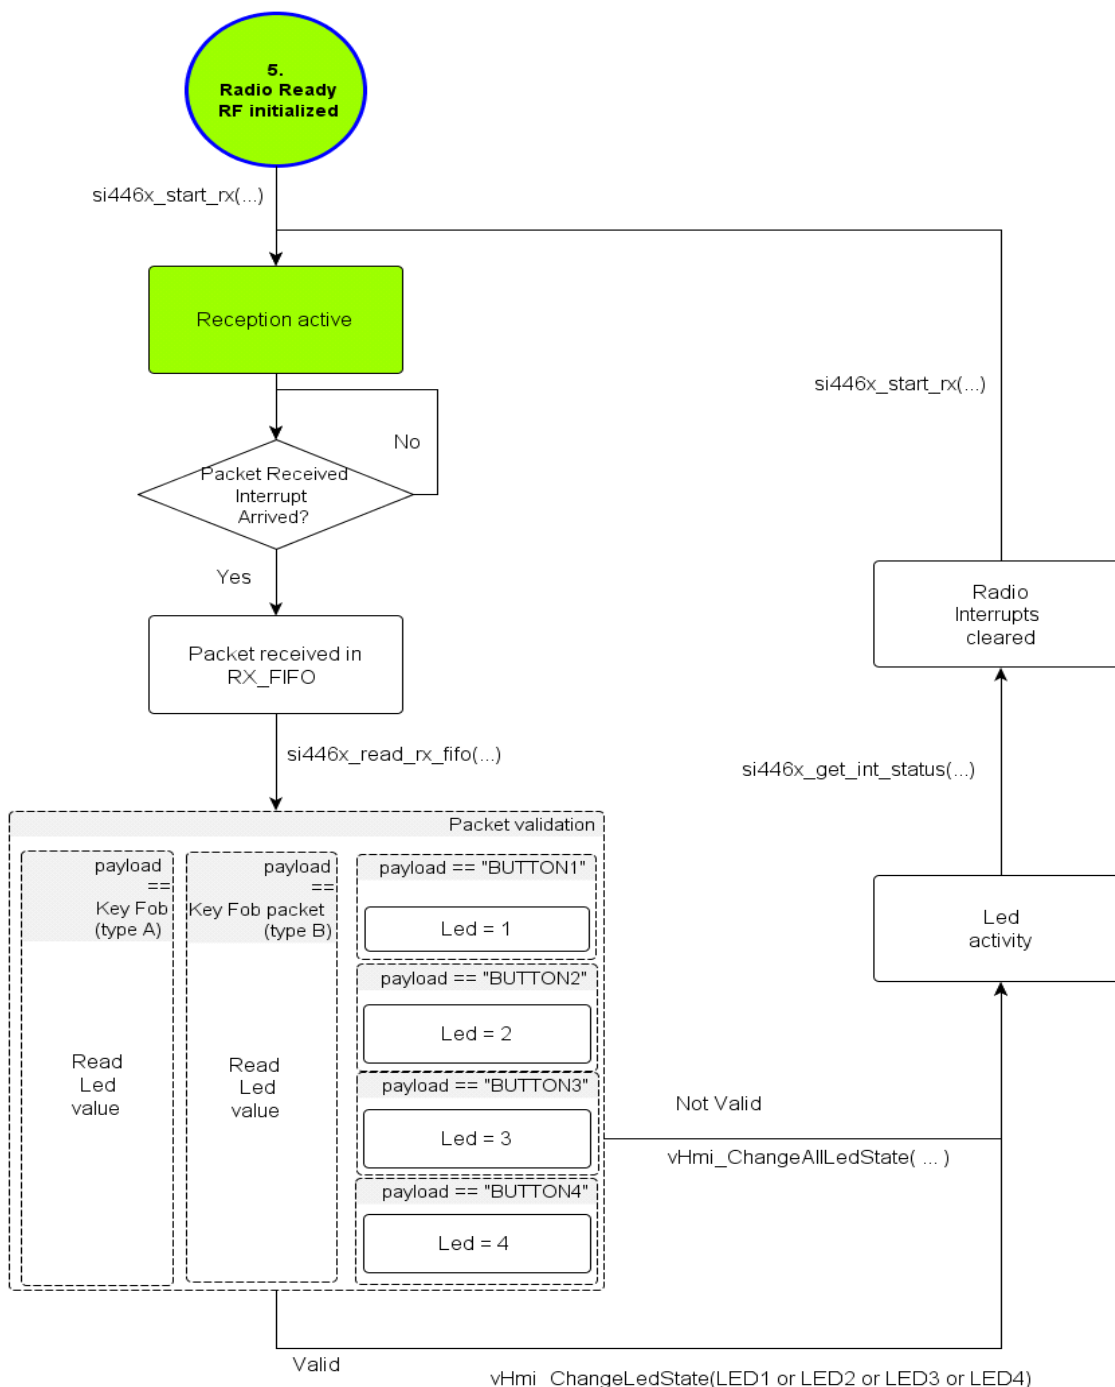 5.
Radio Ready
RF initialized
si446x_start_rx(...)
Reception active
No
Packet Received
Interrupt
Arrived?
Yes
Packet received in
RX_FIFO
si446x_read_rx_fifo(...)
Packet validation
payload
==
Key Fob
(type A)
Read
Led
value
payload
==
Key Fob packet
(type B)
Read
Led
value
payload == "BUTTON1"
Led = 1
payload == "BUTTON2"
Led = 2
payload == "BUTTON3"
Led = 3
payload == "BUTTON4"
Led = 4
Not Valid
vHmi_ChangeAllLedState( ... )
Valid
vHmi_ChangeLedState(LED1 or LED2 or LED3 or LED4)
Led
activity
si446x_get_int_status(...)
Radio
Interrupts
cleared
si446x_start_rx(...)